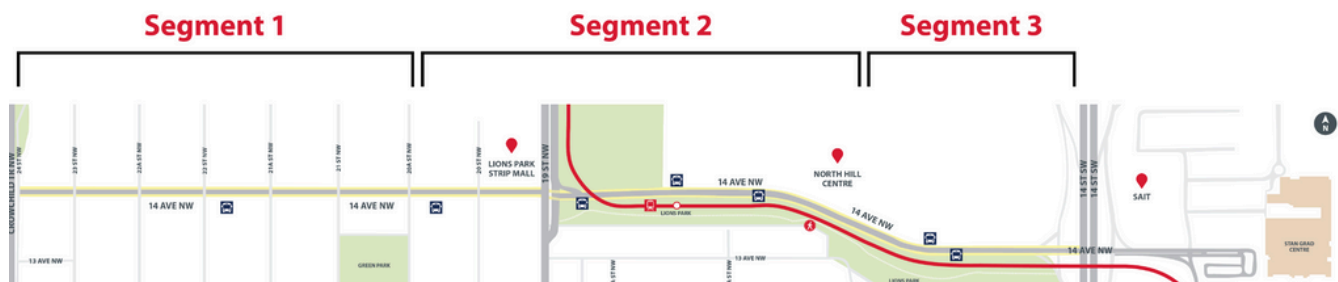 Segment 1
Segment 2
Segment 3
CROWCHILD TR NW
24 ST NW
23 ST NW
22A ST NW
22 ST NW
21A ST NW
21 ST NW
20A ST NW
20 ST NW
LIONS PARK
STRIP MALL
19 ST NW
14 AVE NW
NORTH HILL
CENTRE
14 ST SW
14 ST SW
SAIT
N
14 AVE NW
14 AVE NW
LIONS PARK
14 AVE NW
14 AVE NW
STAN GRAD
CENTRE
13 AVE NW
GREEN PARK
13 AVE NW
LIONS PARK